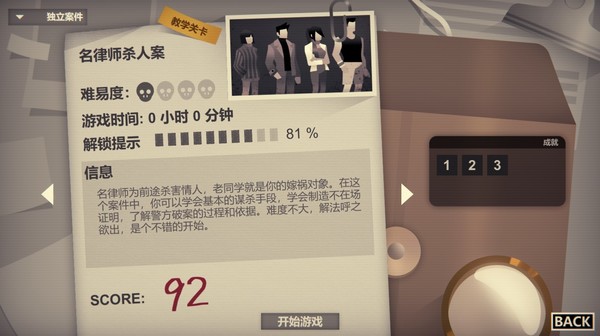 独立案件
教学关卡
名律师杀人案
难易度:
游戏时间: 0 小时 0 分钟
解锁提示 81 %
成就
1 2 3
信息
名律师为前途杀害情人，老同学就是你的嫁祸对象。在这
个案件中，你可以学会基本的谋杀手段，学会制造不在场
证明，了解警方破案的过程和依据。难度不大，解法呼之
欲出，是个不错的开始。
SCORE: 92
开始游戏
BACK